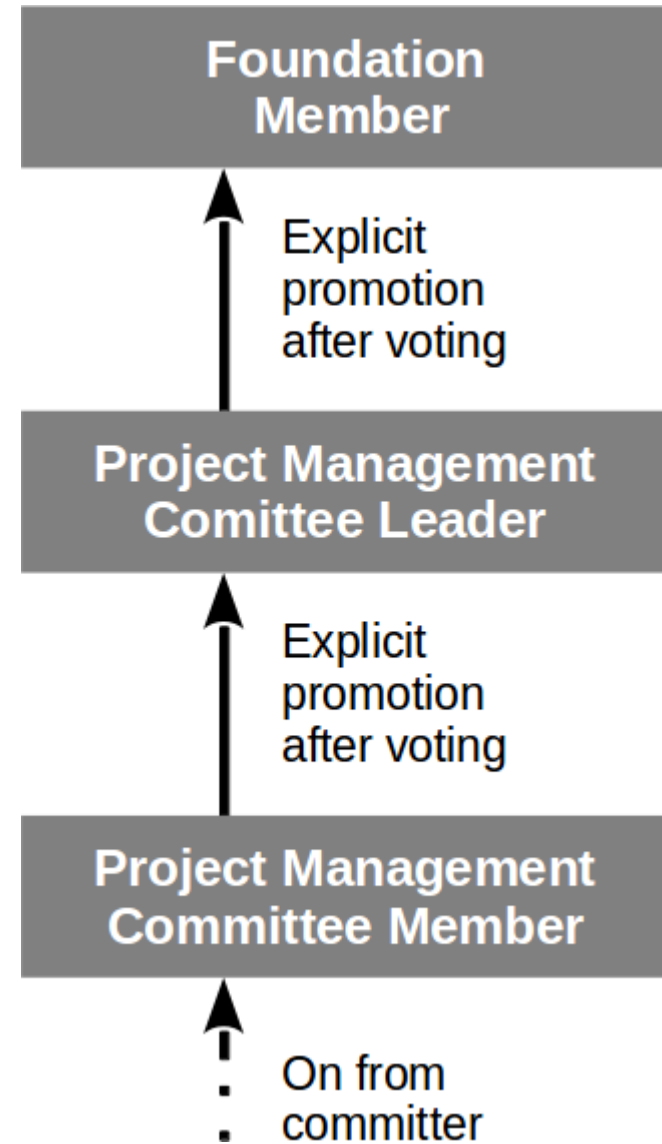 Foundation
Member
Explicit
promotion
after voting
Project Management
Comittee Leader
Explicit
promotion
after voting
Project Management
Committee Member
On from
committer